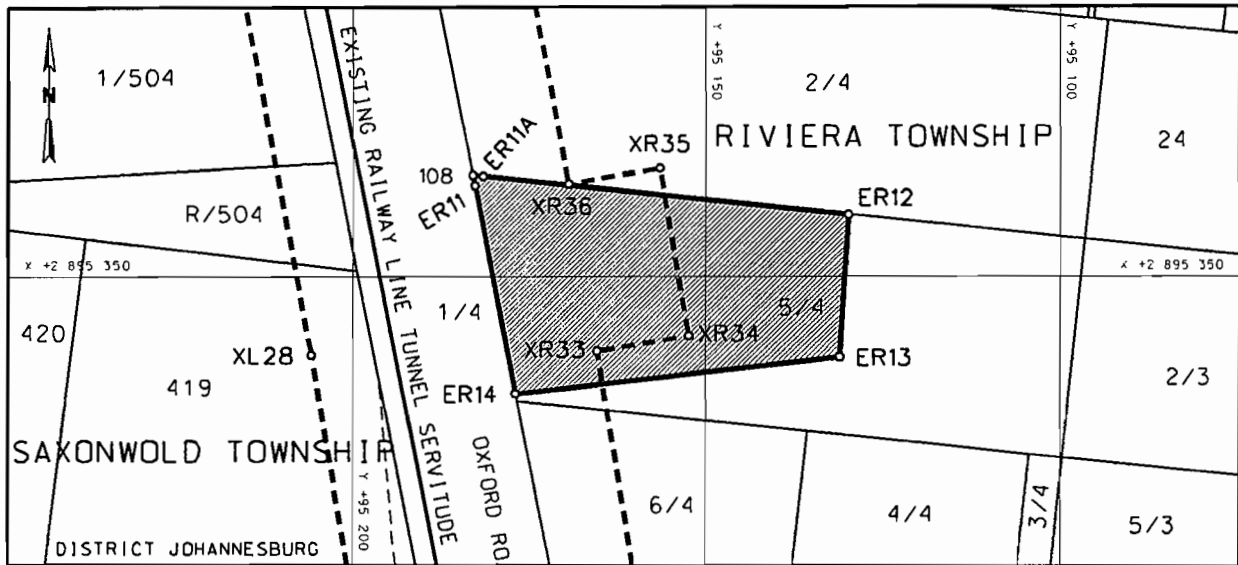 1/504
N
R/504
X +2 895 350
420
419
XL28
SAXONWOLD TOWNSHIP
DISTRICT JOHANNESBURG
Y +95 200
EXISTING RAILWAY LINE TUNNEL SERVITUDE
OXFORD RO
1/4
108
ER11
ER11A
XR36
XR35
Y +95 150
2/4
RIVIERA TOWNSHIP
Y +95 100
24
ER12
X +2 895 350
5/4
XR34
XR33
ER13
ER14
2/3
6/4
4/4
3/4
5/3